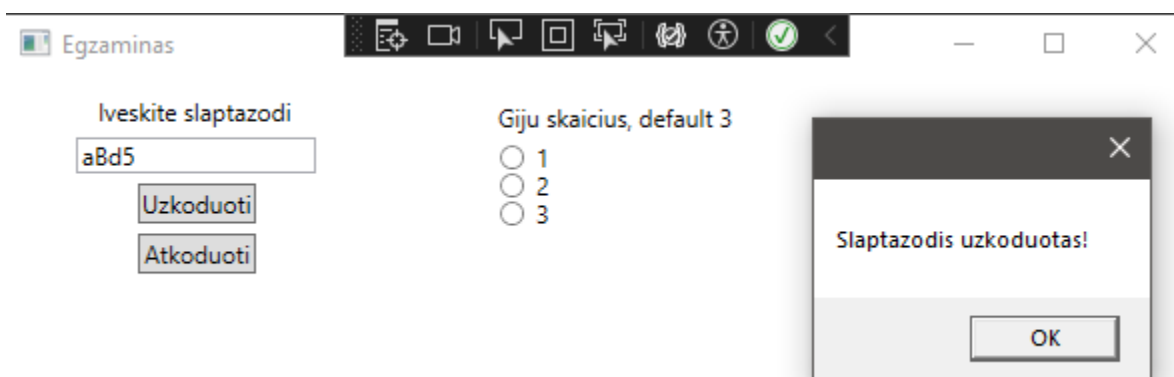 Egzaminas
Iveskite slaptazodi
aBd5
Uzkoduoti
Atkoduoti
Giju skaicius, default 3
1
2
3
Slaptazodis uzkoduotas!
OK